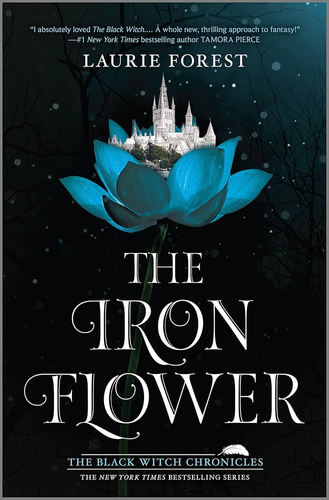 "I absolutely loved The Black Witch.... A whole new, thrilling approach to fantasy!"
—#1 New York Times bestselling author TAMORA PIERCE
LAURIE FOREST
THE
IRON
FLOWER
THE BLACK WITCH CHRONICLES
THE NEW YORK TIMES BESTSELLING SERIES